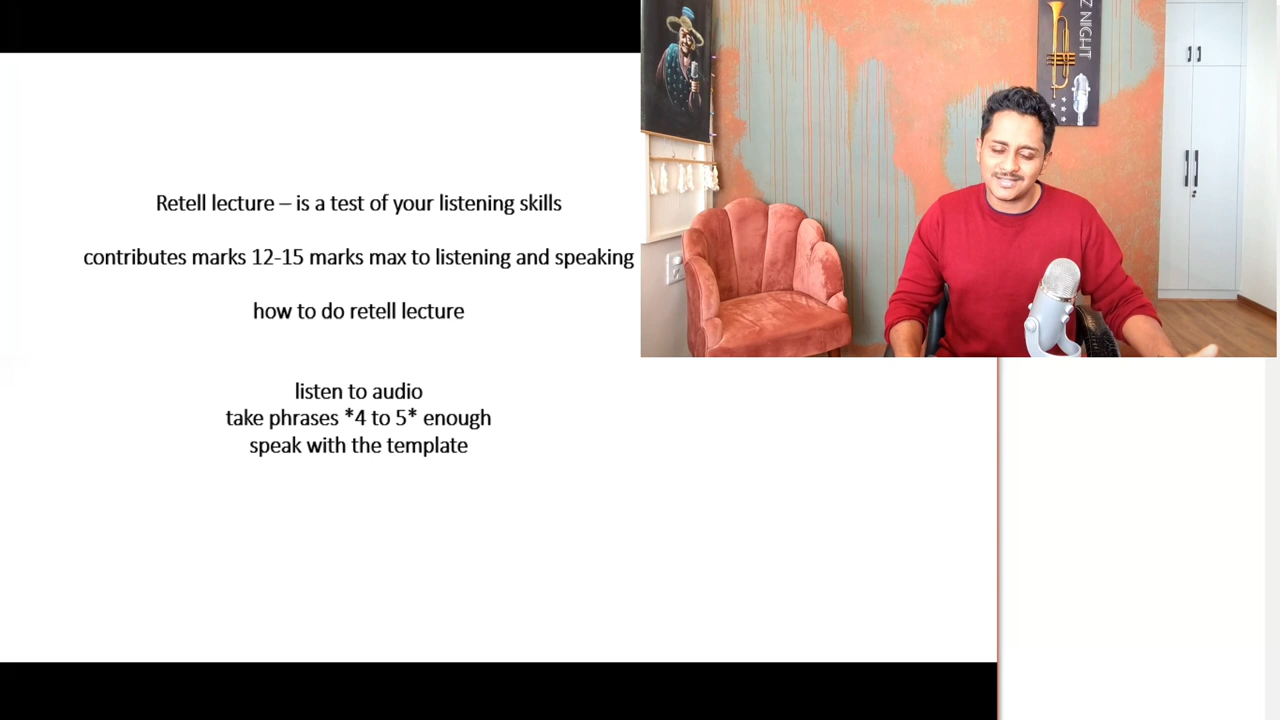 Retell lecture – is a test of your listening skills
contributes marks 12-15 marks max to listening and speaking
how to do retell lecture
listen to audio
take phrases *4 to 5* enough
speak with the template
Z NIGHT